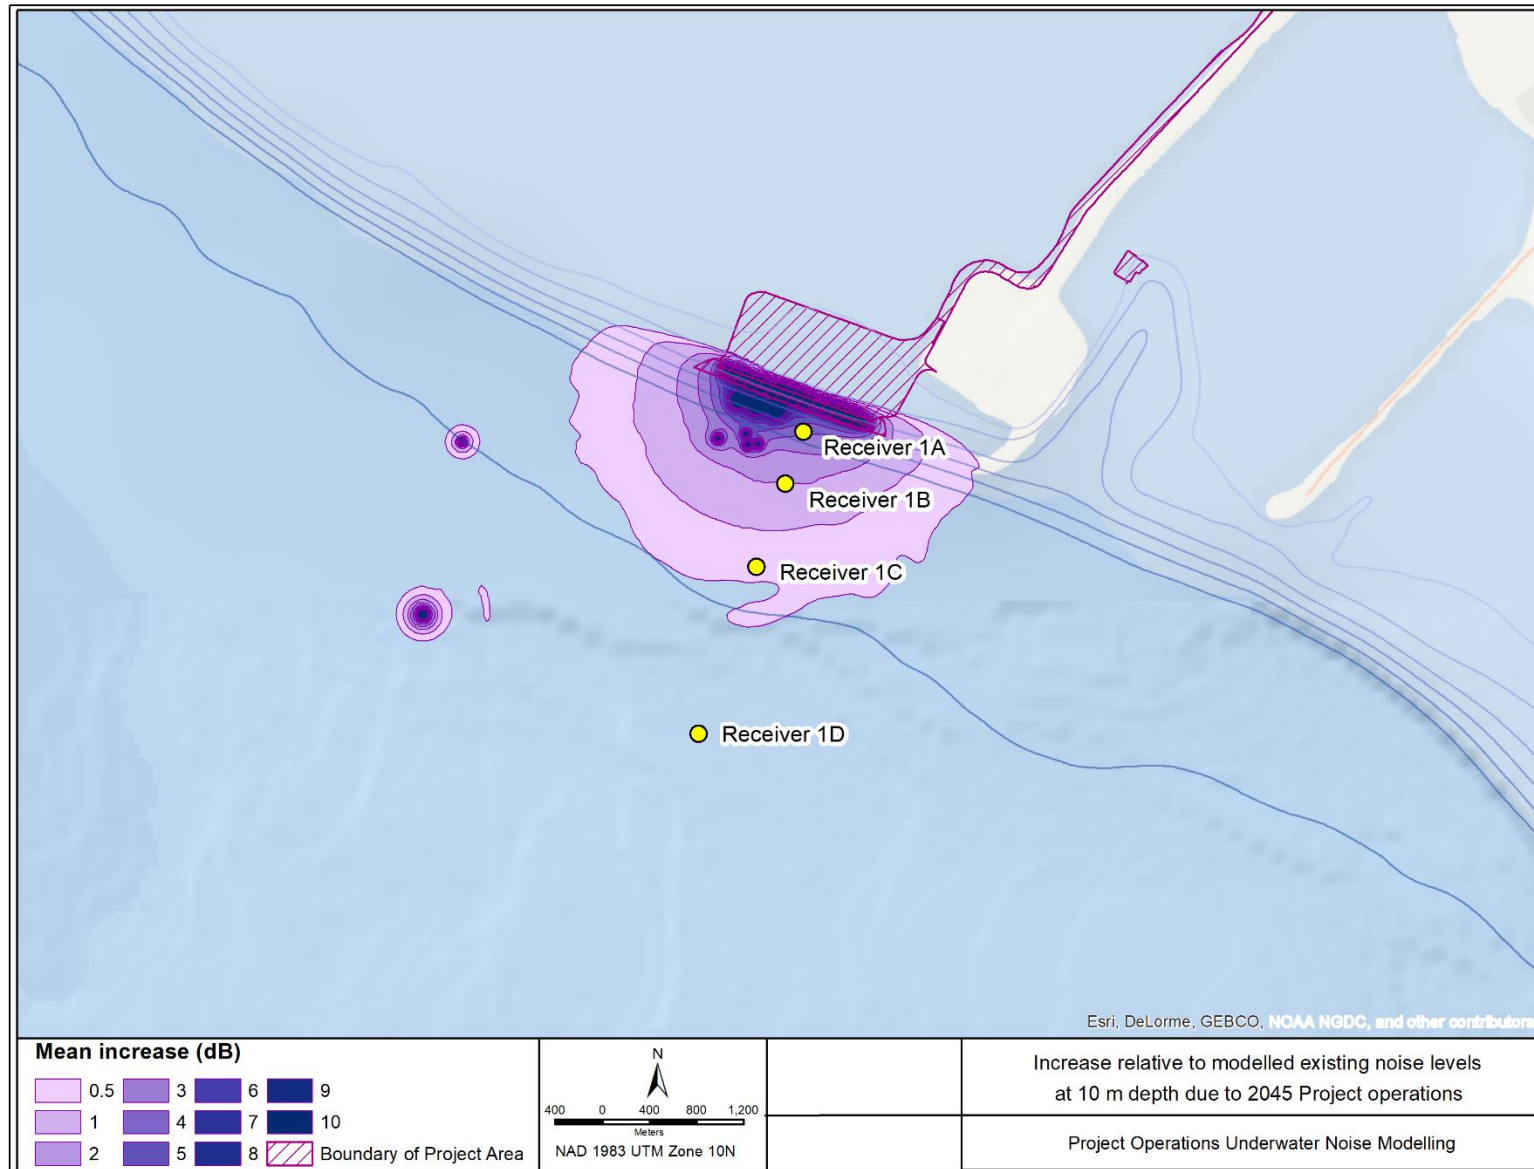 Receiver 1A
Receiver 1B
Receiver 1C
Receiver 1D
Esri, DeLorme, GEBCO, NOAA NGDC, and other contributors
Mean increase (dB)
0.5
1
2
3
4
5
6
7
8
9
10
Boundary of Project Area
N
400 0 400 800 1,200
Meters
NAD 1983 UTM Zone 10N
Increase relative to modelled existing noise levels
at 10 m depth due to 2045 Project operations
Project Operations Underwater Noise Modelling